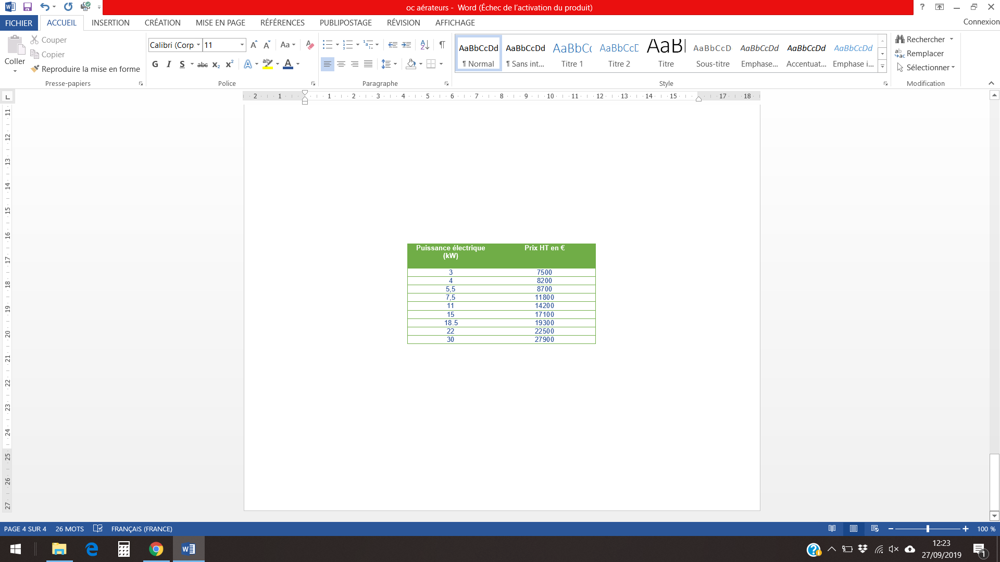 oc aérateurs - Word (Échec de l'activation du produit)
?
FICHIER ACCUEIL INSERTION CRÉATION MISE EN PAGE RÉFÉRENCES PUBLIPOSTAGE RÉVISION AFFICHAGE Connexion
Coller
Couper
Copier
Reproduire la mise en forme
Presse-papiers
Calibri (Corp 11
A A Aa
G I S abc x₂ x² A ab A
Police
Paragraphe
AaBbCcDd AaBbCcDd AaBbC AaBbCcD AaB AaBbCcD AaBbCcDd AaBbCcDd AaBbCcDd
¶ Normal ¶ Sans int... Titre 1 Titre 2 Titre Sous-titre Emphase... Accentuat... Emphase i...
Style
Rechercher
Remplacer
Sélectionner
Modification
2 1 1 2 3 4 5 6 7 8 9 10 11 12 13 14 15 17 18
11
12
13
14
15
16
17
18
19
20
21
22
23
24
25
26
27
Puissance électrique Prix HT en €
(kW)
3 7500
4 8200
5,5 8700
7,5 11800
11 14200
15 17100
18.5 19300
22 22500
30 27900
PAGE 4 SUR 4 26 MOTS FRANÇAIS (FRANCE) 100 %
12:23
27/09/2019
1